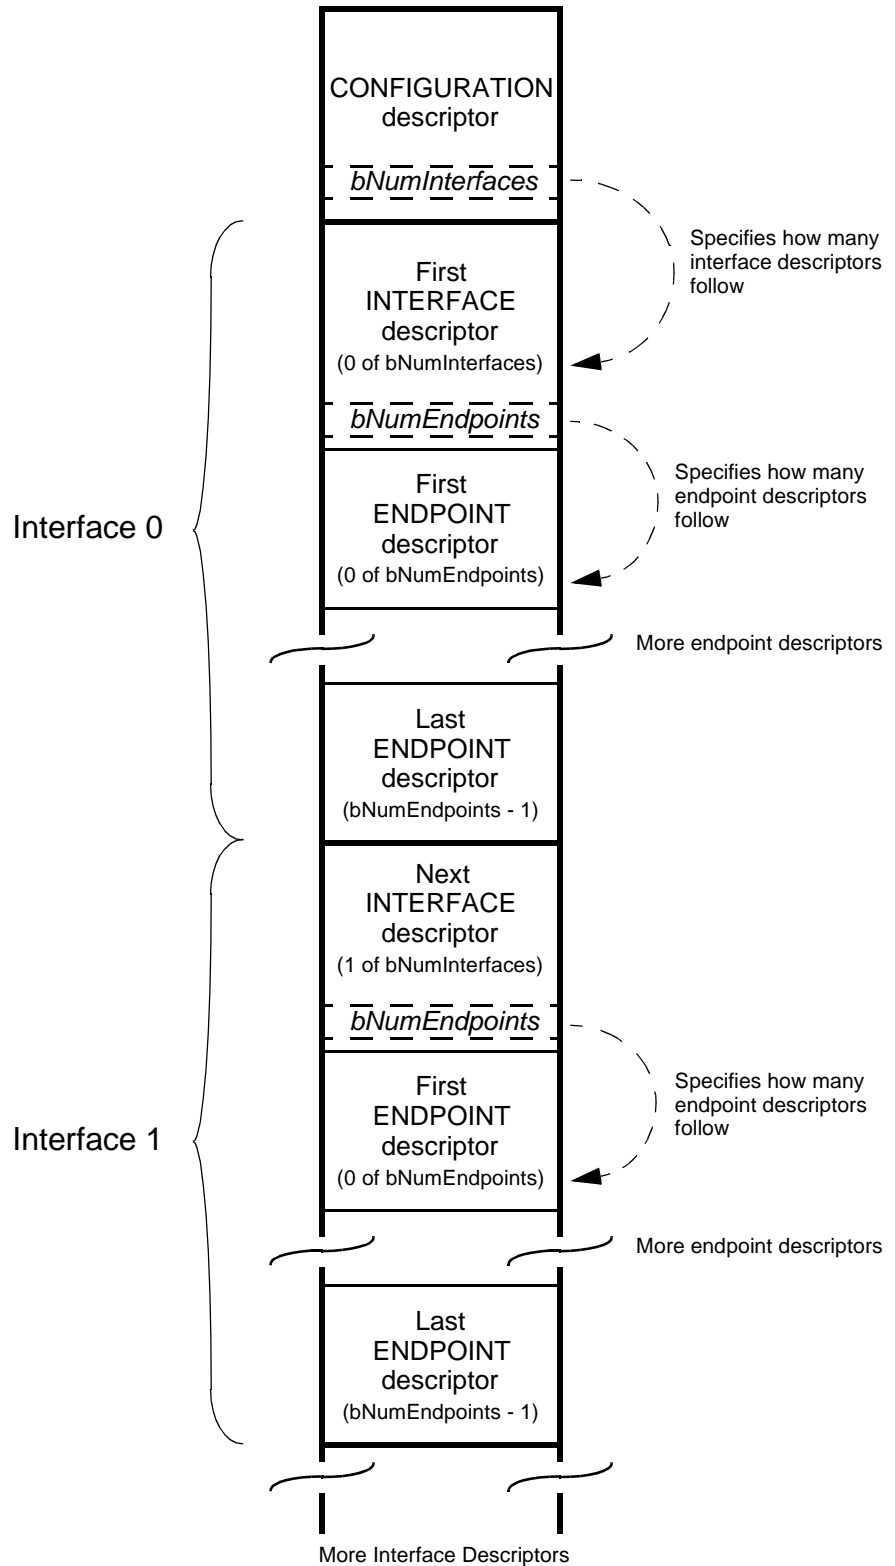 CONFIGURATION
descriptor
bNumInterfaces
Specifies how many
interface descriptors
follow
First
INTERFACE
descriptor
(0 of bNumInterfaces)
bNumEndpoints
Specifies how many
endpoint descriptors
follow
First
ENDPOINT
descriptor
(0 of bNumEndpoints)
Interface 0
More endpoint descriptors
Last
ENDPOINT
descriptor
(bNumEndpoints - 1)
Next
INTERFACE
descriptor
(1 of bNumInterfaces)
bNumEndpoints
Specifies how many
endpoint descriptors
follow
First
ENDPOINT
descriptor
(0 of bNumEndpoints)
Interface 1
More endpoint descriptors
Last
ENDPOINT
descriptor
(bNumEndpoints - 1)
More Interface Descriptors